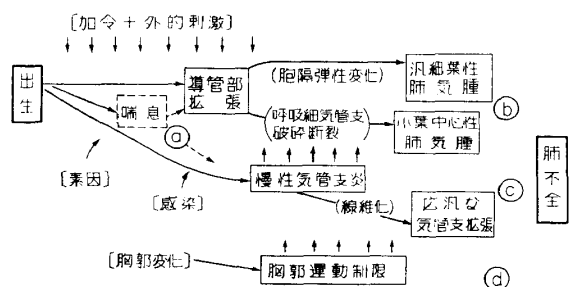 〔加令+外的刺激〕
出生
導管部
拡張
(胞隔弾性変化)
汎細葉性
肺気腫
ⓑ
喘息
ⓐ
(呼吸細気管支
破砕断裂)
小葉中心性
肺気腫
肺不全
〔素因〕
〔感染〕
慢性気管支炎
ⓒ
(線維化)
広汎な
気管支拡張
〔胸郭変化〕
胸郭運動制限
ⓓ